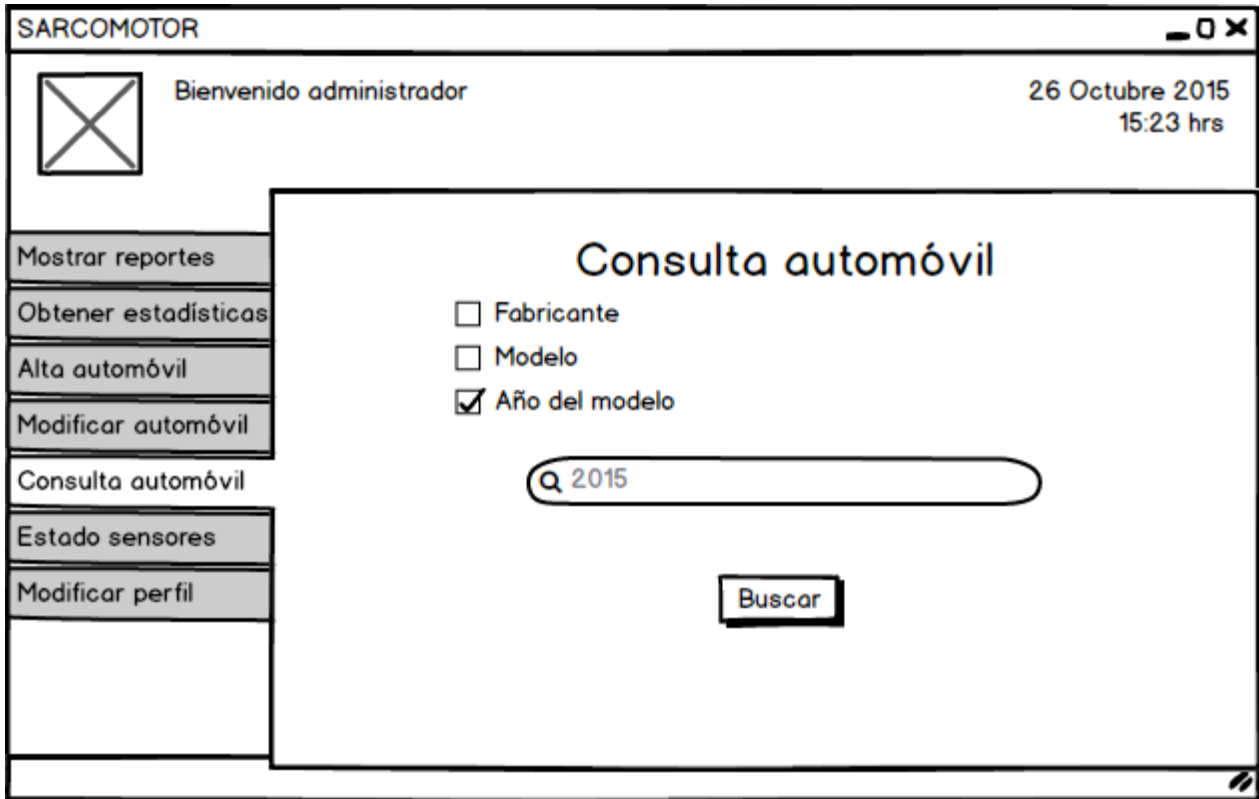 SARCOMOTOR
Bienvenido administrador
26 Octubre 2015
15:23 hrs
Mostrar reportes
Obtener estadísticas
Alta automóvil
Modificar automóvil
Consulta automóvil
Estado sensores
Modificar perfil
Consulta automóvil
Fabricante
Modelo
Año del modelo
2015
Buscar